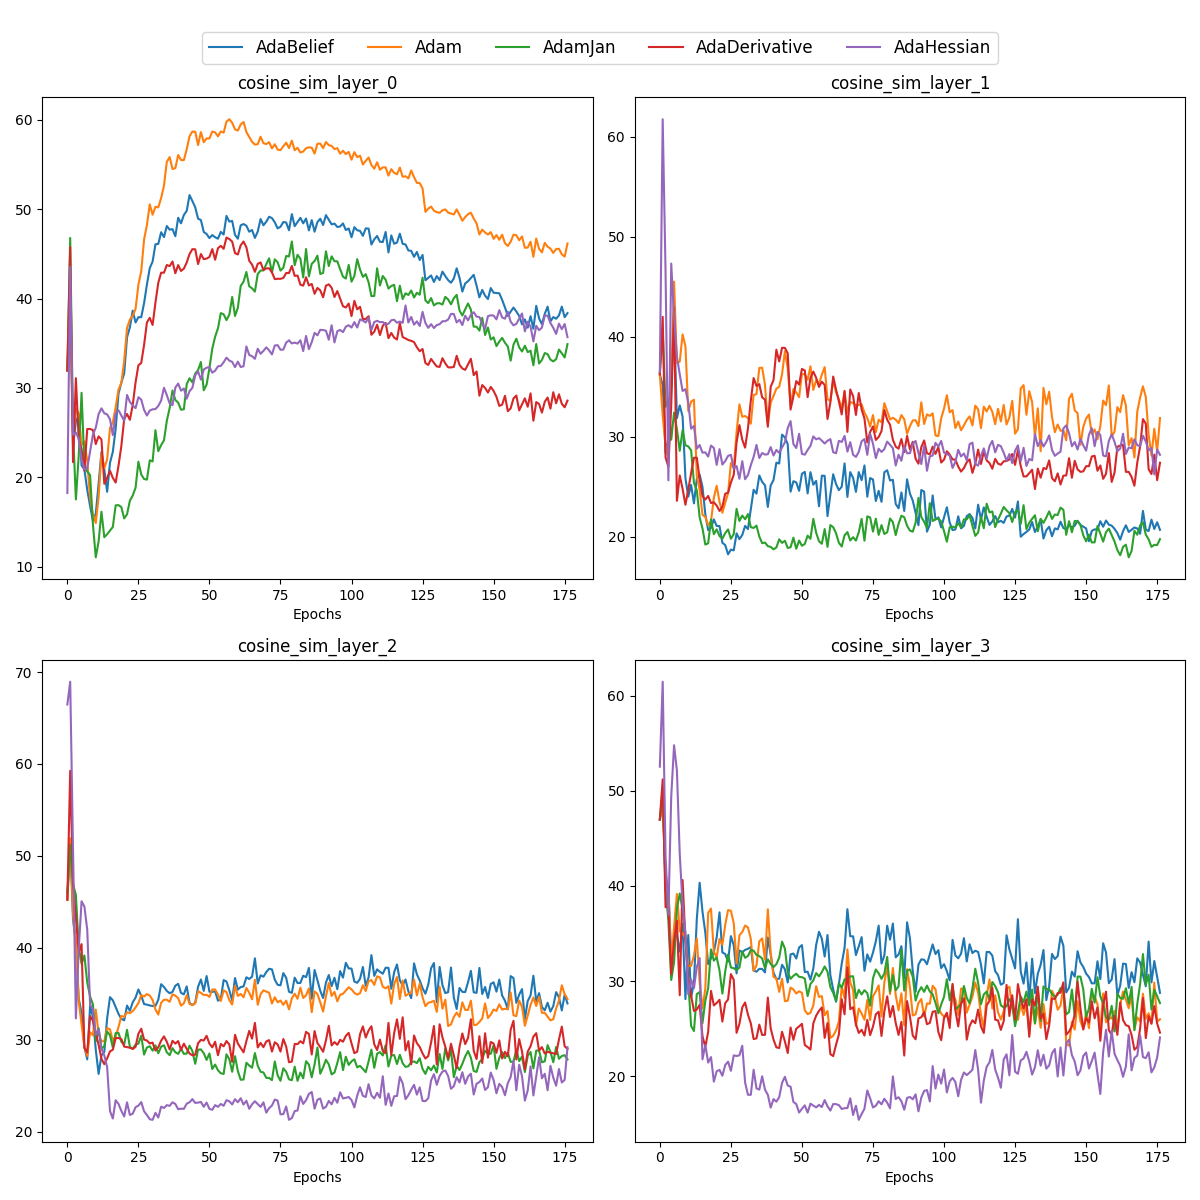 AdaBelief Adam AdamJan AdaDerivative AdaHessian
cosine_sim_layer_0
60
50
40
30
20
10
0 25 50 75 100 125 150 175
Epochs
cosine_sim_layer_1
60
50
40
30
20
0 25 50 75 100 125 150 175
Epochs
cosine_sim_layer_2
70
60
50
40
30
20
0 25 50 75 100 125 150 175
Epochs
cosine_sim_layer_3
60
50
40
30
20
0 25 50 75 100 125 150 175
Epochs